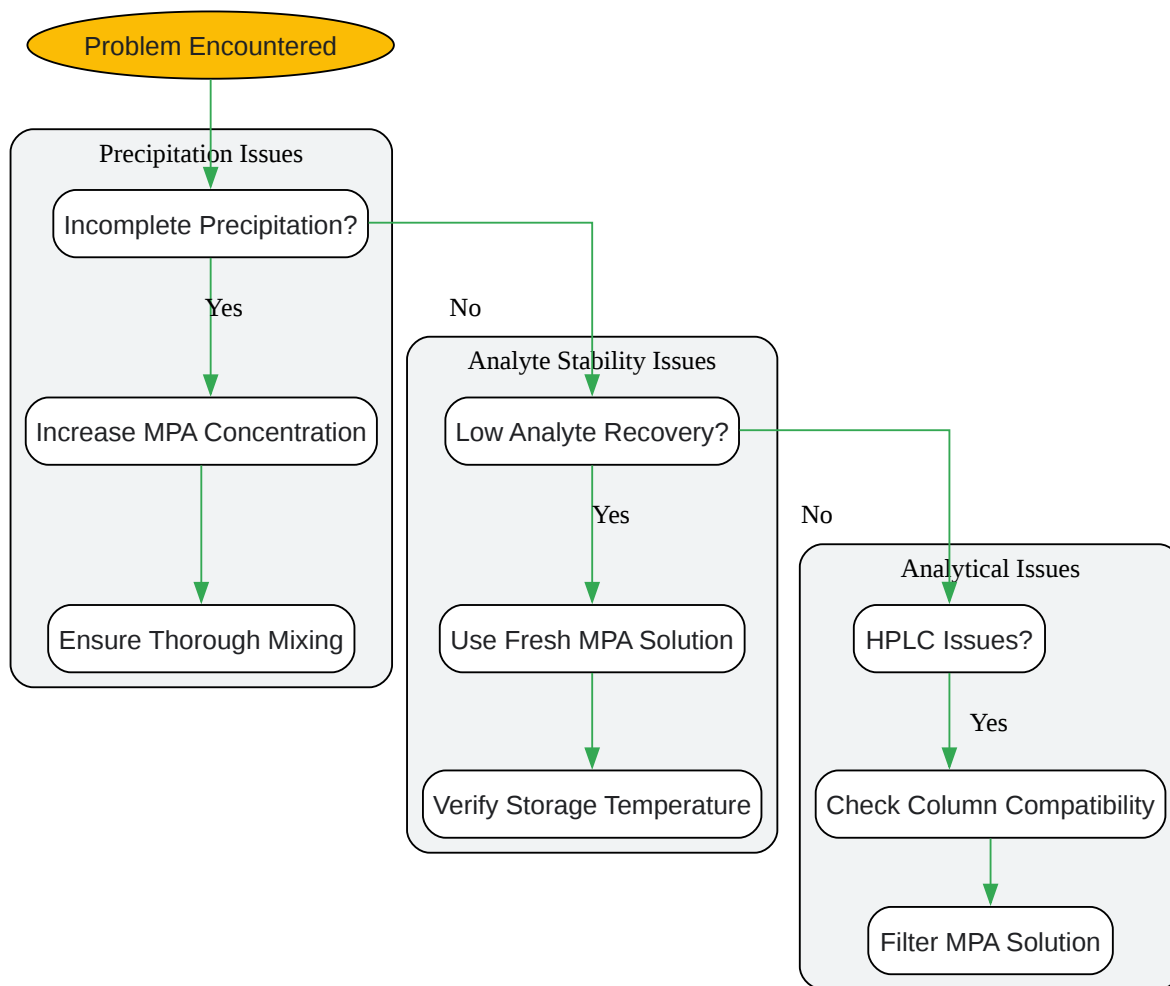 Problem Encountered
Precipitation Issues
Incomplete Precipitation?
Yes
No
Increase MPA Concentration
Ensure Thorough Mixing
Analyte Stability Issues
Low Analyte Recovery?
Yes
No
Use Fresh MPA Solution
Verify Storage Temperature
Analytical Issues
HPLC Issues?
Yes
Check Column Compatibility
Filter MPA Solution